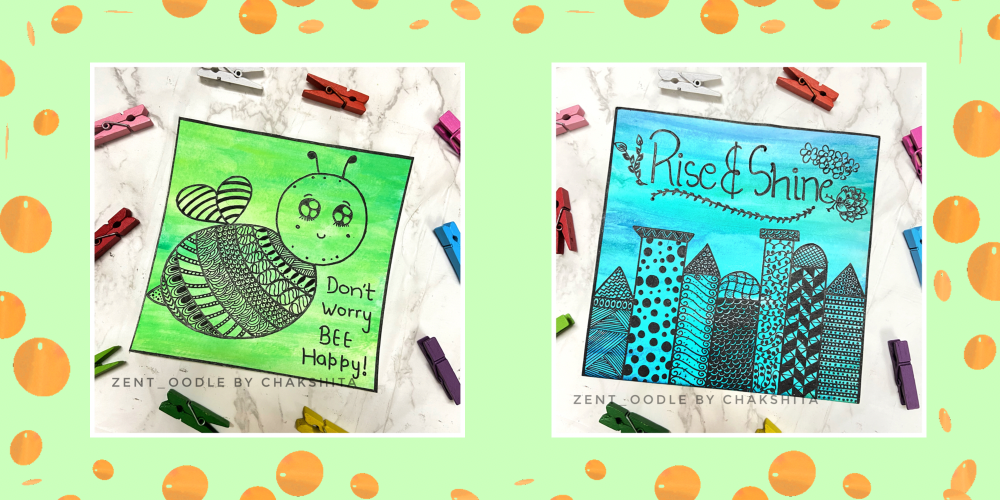 Don't
worry
BEE
Happy!
ZENT_OODLE BY CHAKSHITA
Rise & Shine
ZENT_OODLE BY CHAKSHITA